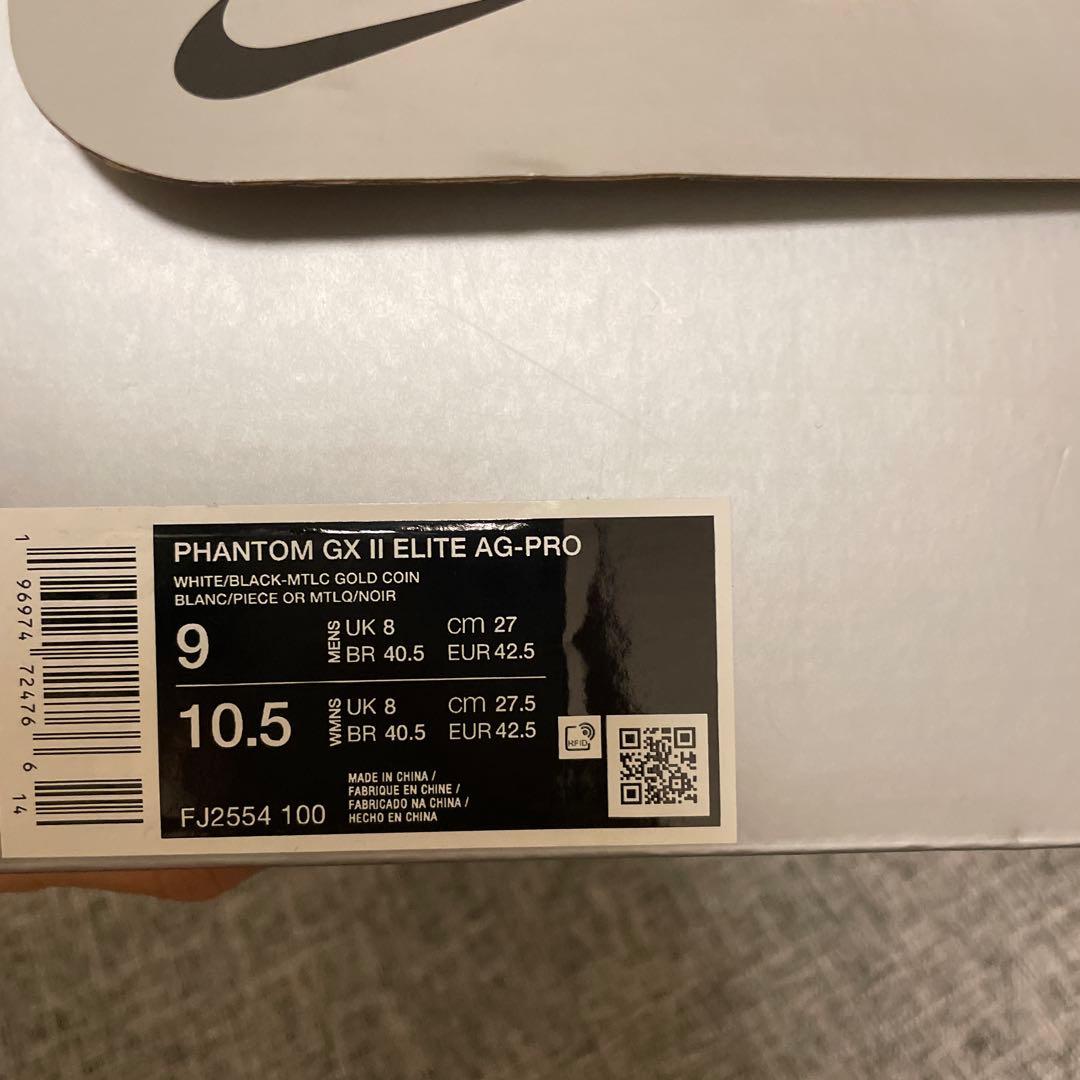 PHANTOM GX II ELITE AG-PRO
WHITE/BLACK-MTLC GOLD COIN
BLANC/PIECE OR MTLQ/NOIR
9 MENS UK 8 cm 27
BR 40.5 EUR 42.5
10.5 WMNS UK 8 cm 27.5
BR 40.5 EUR 42.5
RFID
MADE IN CHINA /
FABRIQUE EN CHINE /
FABRICADO NA CHINA /
HECHO EN CHINA
FJ2554 100
1 96974 72476 6 14